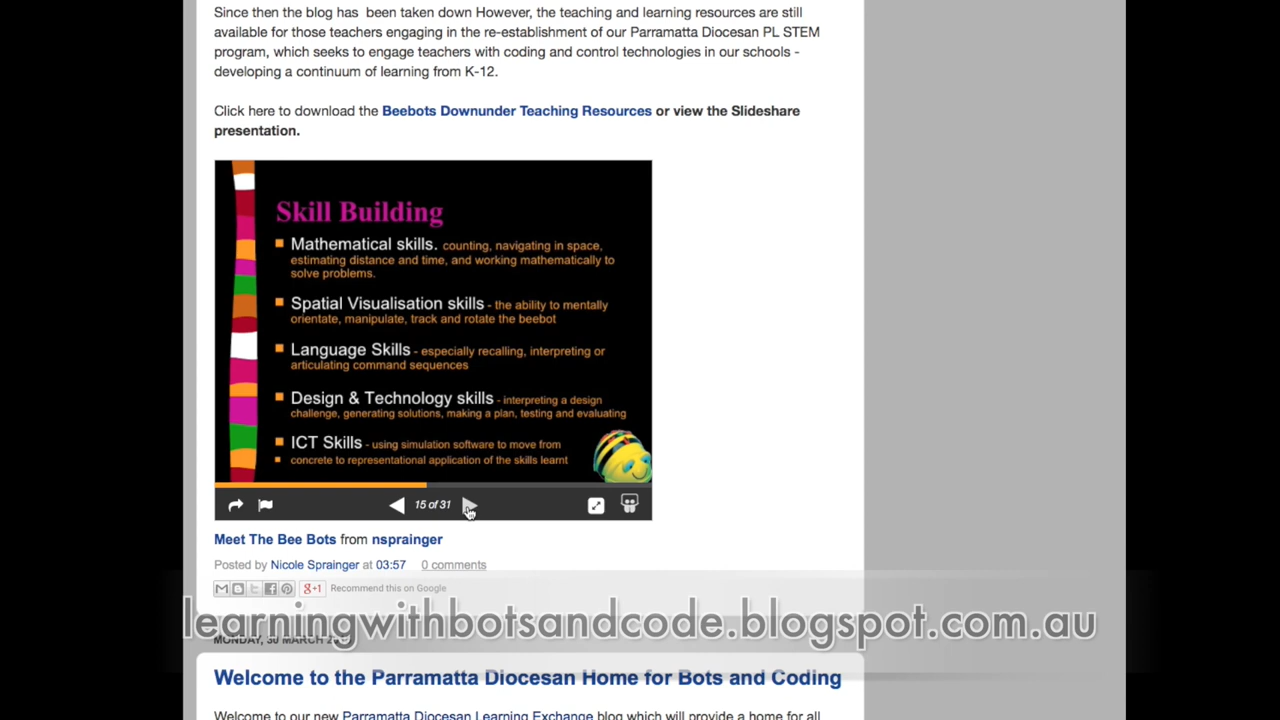 Since then the blog has been taken down However, the teaching and learning resources are still
available for those teachers engaging in the re-establishment of our Parramatta Diocesan PL STEM
program, which seeks to engage teachers with coding and control technologies in our schools -
developing a continuum of learning from K-12.
Click here to download the Beebots Downunder Teaching Resources or view the Slideshare
presentation.
Skill Building
Mathematical skills. counting, navigating in space,
estimating distance and time, and working mathematically to
solve problems.
Spatial Visualisation skills - the ability to mentally
orientate, manipulate, track and rotate the beebot
Language Skills - especially recalling, interpreting or
articulating command sequences
Design & Technology skills - interpreting a design
challenge, generating solutions, making a plan, testing and evaluating
ICT Skills - using simulation software to move from
concrete to representational application of the skills learnt
15 of 31
Meet The Bee Bots from nsprainger
Posted by Nicole Sprainger at 03:57 0 comments
g+1 Recommend this on Google
learningwithbotsandcode.blogspot.com.au
MONDAY, 30 MARCH
Welcome to the Parramatta Diocesan Home for Bots and Coding
Welcome to our new Parramatta Diocesan Learning Exchange blog which will provide a home for all